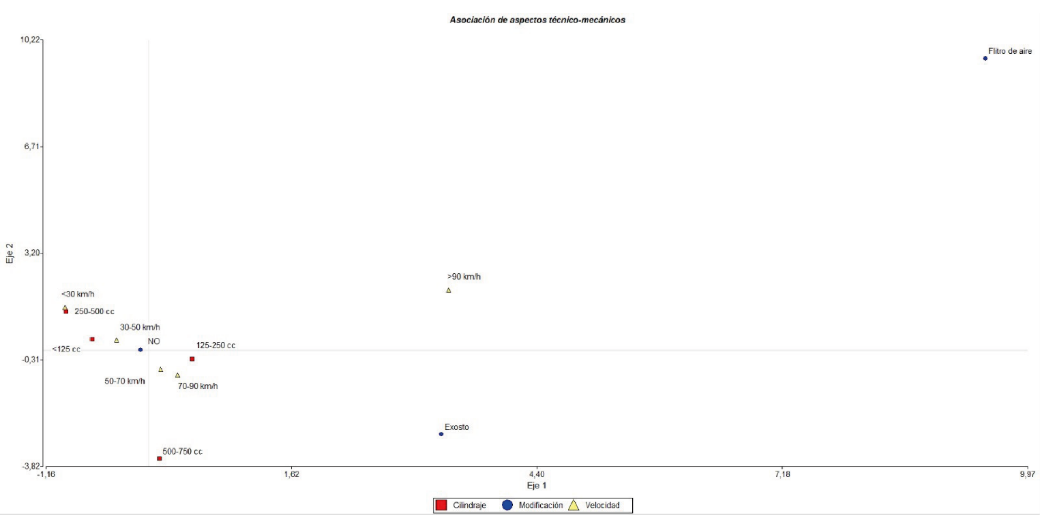 Asociación de aspectos técnico-mecánicos
10,22
Flitro de aire
6,71
Eje 2
3,20
>90 km/h
<30 km/h
250-500 cc
30-50 km/h
NO
<125 cc
125-250 cc
-0,31
50-70 km/h
70-90 km/h
Exosto
500-750 cc
-3,82
-1,16
1,62
4,40
7,18
9,97
Eje 1
Cilindraje Modificación Velocidad